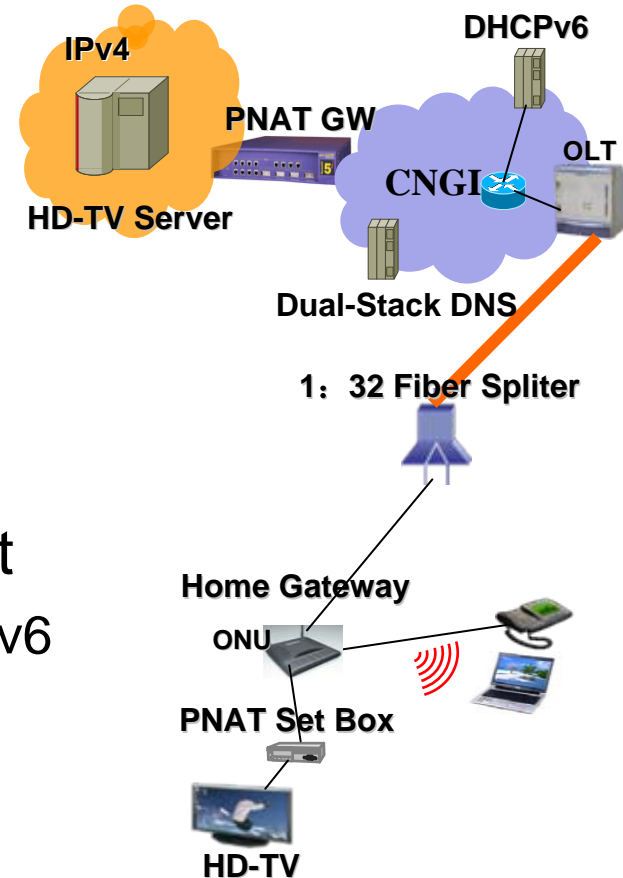 IPv4
DHCPv6
PNAT GW
OLT
CNGI
HD-TV Server
Dual-Stack DNS
1：32 Fiber Spliter
t
Home Gateway
v6
ONU
PNAT Set Box
HD-TV